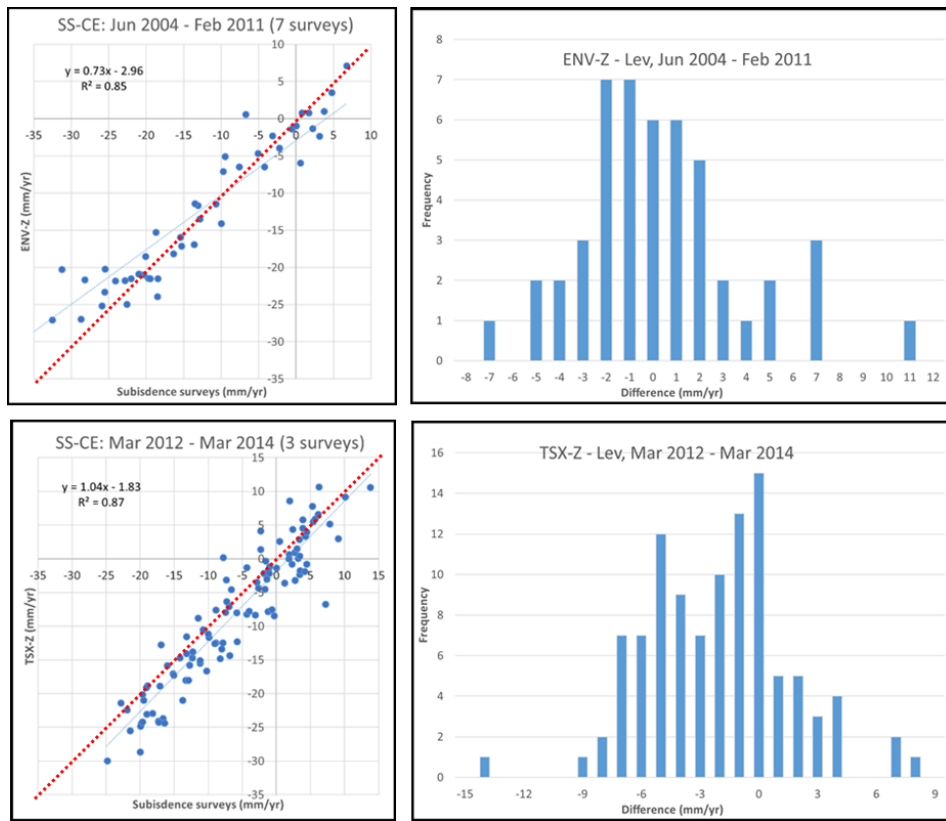 SS-CE: Jun 2004 - Feb 2011 (7 surveys)
y = 0.73x - 2.96
R² = 0.85
10
5
0
-35 -30 -25 -20 -15 -10 -5 0 5 10
-5
-10
-15
-20
-25
-30
-35
ENV-Z (mm/yr)
Subisdence surveys (mm/yr)
ENV-Z - Lev, Jun 2004 - Feb 2011
8
7
6
5
4
3
2
1
0
Frequency
-8 -7 -6 -5 -4 -3 -2 -1 0 1 2 3 4 5 6 7 8 9 10 11 12
Difference (mm/yr)
SS-CE: Mar 2012 - Mar 2014 (3 surveys)
y = 1.04x - 1.83
R² = 0.87
15
10
5
0
-35 -30 -25 -20 -15 -10 -5 0 5 10 15
-5
-10
-15
-20
-25
-30
-35
TSX-Z (mm/yr)
Subisdence surveys (mm/yr)
TSX-Z - Lev, Mar 2012 - Mar 2014
16
14
12
10
8
6
4
2
0
Frequency
-15 -12 -9 -6 -3 0 3 6 9
Difference (mm/yr)